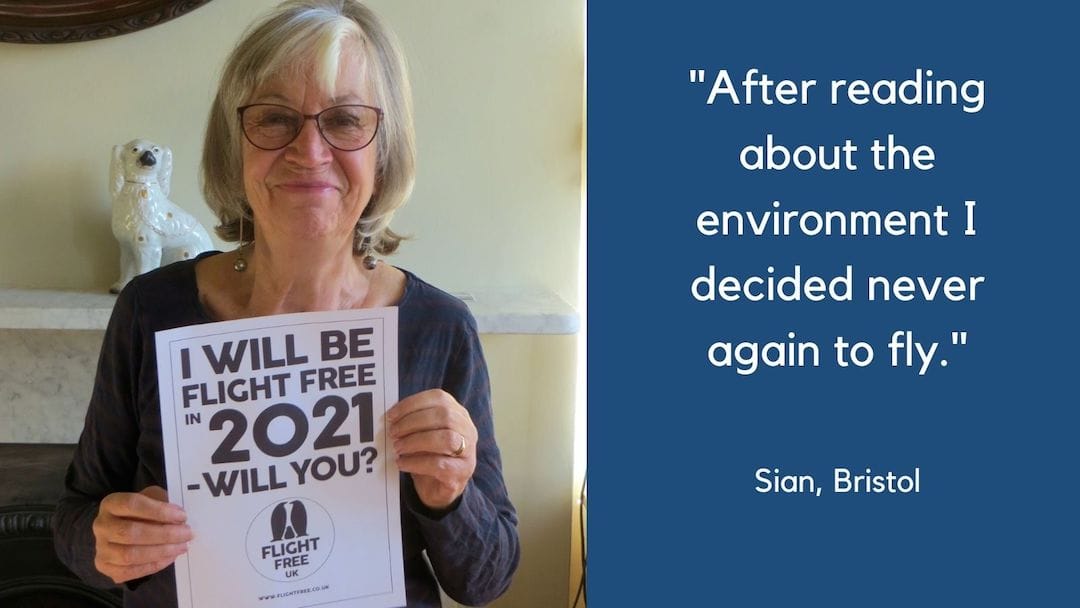 I WILL BE
FLIGHT FREE
IN 2021
-WILL YOU?
FLIGHT
FREE
UK
WWW.FLIGHTFREE.CO.UK
"After reading
about the
environment I
decided never
again to fly."
Sian, Bristol